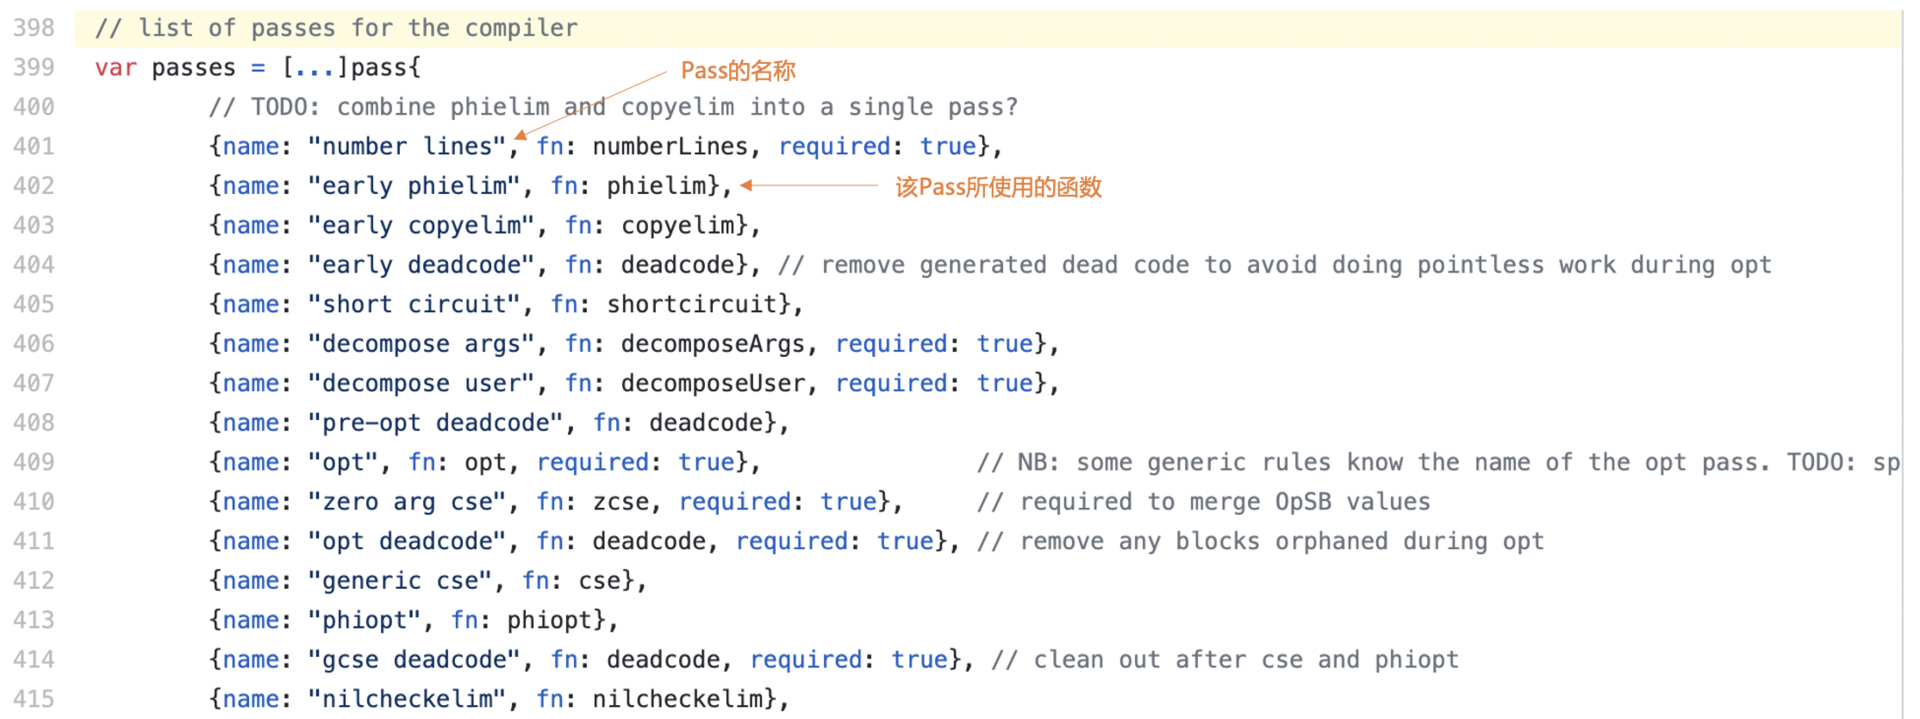 398 // list of passes for the compiler
399 var passes = [...]pass{
Pass的名称
400 // TODO: combine phielim and copyelim into a single pass?
401 {name: "number lines", fn: numberLines, required: true},
402 {name: "early phielim", fn: phielim},
该Pass所使用的函数
403 {name: "early copyelim", fn: copyelim},
404 {name: "early deadcode", fn: deadcode}, // remove generated dead code to avoid doing pointless work during opt
405 {name: "short circuit", fn: shortcircuit},
406 {name: "decompose args", fn: decomposeArgs, required: true},
407 {name: "decompose user", fn: decomposeUser, required: true},
408 {name: "pre-opt deadcode", fn: deadcode},
409 {name: "opt", fn: opt, required: true}, // NB: some generic rules know the name of the opt pass. TODO: sp
410 {name: "zero arg cse", fn: zcse, required: true}, // required to merge OpSB values
411 {name: "opt deadcode", fn: deadcode, required: true}, // remove any blocks orphaned during opt
412 {name: "generic cse", fn: cse},
413 {name: "phiopt", fn: phiopt},
414 {name: "gcse deadcode", fn: deadcode, required: true}, // clean out after cse and phiopt
415 {name: "nilcheckelim", fn: nilcheckelim},